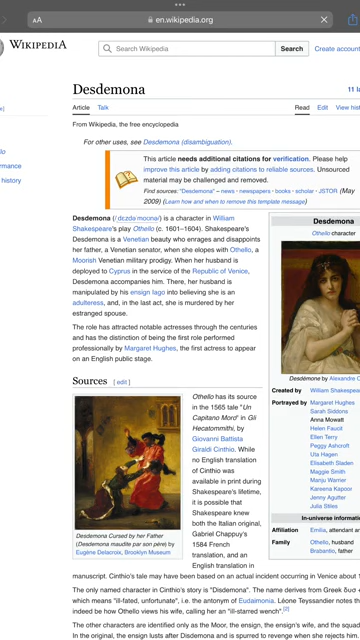 AA
en.wikipedia.org
WIKIPEDIA
Search Wikipedia
Search
Create account
Desdemona
11 la
Article
Talk
Read
Edit
View his
From Wikipedia, the free encyclopedia
For other uses, see Desdemona (disambiguation).
This article needs additional citations for verification. Please help
improve this article by adding citations to reliable sources. Unsourced
material may be challenged and removed.
Find sources: "Desdemona" – news · newspapers · books · scholar · JSTOR (May
2009) (Learn how and when to remove this template message)
history
Desdemona (/ˌdɛzdəˈmoʊnə/) is a character in William
Shakespeare's play Othello (c. 1601–1604). Shakespeare's
Desdemona is a Venetian beauty who enrages and disappoints
her father, a Venetian senator, when she elopes with Othello, a
Moorish Venetian military prodigy. When her husband is
deployed to Cyprus in the service of the Republic of Venice,
Desdemona accompanies him. There, her husband is
manipulated by his ensign Iago into believing she is an
adulteress, and, in the last act, she is murdered by her
estranged spouse.
The role has attracted notable actresses through the centuries
and has the distinction of being the first role performed
professionally by Margaret Hughes, the first actress to appear
on an English public stage.
Sources [ edit ]
Othello has its source
in the 1565 tale "Un
Capitano Moro" in Gli
Hecatommithi, by
Giovanni Battista
Giraldi Cinthio. While
no English translation
of Cinthio was
available in print during
Shakespeare's lifetime,
it is possible that
Shakespeare knew
both the Italian original,
Gabriel Chappuy's
1584 French
translation, and an
English translation in
Desdemona Cursed by her Father
(Desdemona maudite par son père) by
Eugène Delacroix, Brooklyn Museum
manuscript. Cinthio's tale may have been based on an actual incident occurring in Venice about 1
The only named character in Cinthio's story is "Disdemona". The name derives from Greek δυσ +
which means "ill-fated, unfortunate", i.e. the antonym of Eudaimonia. Léone Teyssandier notes th
indeed be how Othello views his wife, calling her an "ill-starred wench".[2]
The other characters are identified only as the Moor, the ensign, the ensign's wife, and the squad
In the original, the ensign lusts after Desdemona and is spurred to revenge when she rejects him.
Desdemona
Othello character
Desdémone by Alexandre C
Created by William Shakespear
Portrayed by Margaret Hughes
Sarah Siddons
Anna Mowatt
Helen Faucit
Ellen Terry
Peggy Ashcroft
Uta Hagen
Elisabeth Sladen
Maggie Smith
Manju Warrier
Kareena Kapoor
Jenny Agutter
Julia Stiles
In-universe informatio
Affiliation Emilia, attendant an
Family Othello, husband
Brabantio, father